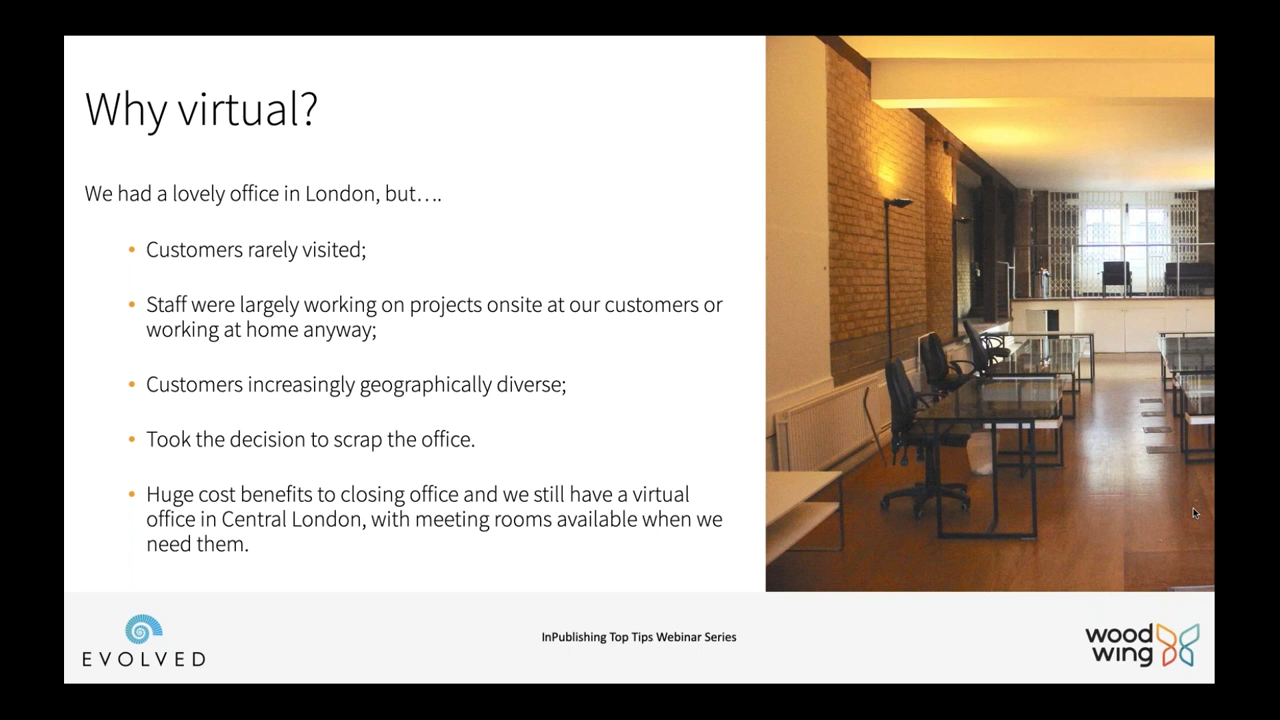 Why virtual?
We had a lovely office in London, but….
• Customers rarely visited;
• Staff were largely working on projects onsite at our customers or
working at home anyway;
• Customers increasingly geographically diverse;
• Took the decision to scrap the office.
• Huge cost benefits to closing office and we still have a virtual
office in Central London, with meeting rooms available when we
need them.
EVOLVED
InPublishing Top Tips Webinar Series
wood
wing